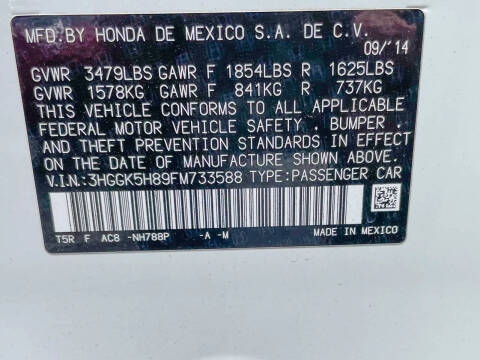 MFD.BY HONDA DE MEXICO S.A. DE C.V.
09/'14
GVWR 3479LBS GAWR F 1854LBS R 1625LBS
GVWR 1578KG GAWR F 841KG R 737KG
THIS VEHICLE CONFORMS TO ALL APPLICABLE
FEDERAL MOTOR VEHICLE SAFETY , BUMPER ,
AND THEFT PREVENTION STANDARDS IN EFFECT
ON THE DATE OF MANUFACTURE SHOWN ABOVE.
V.I.N.:3HGGK5H89FM733588 TYPE:PASSENGER CAR
T5R F AC8 -NH788P -A -M
MADE IN MEXICO